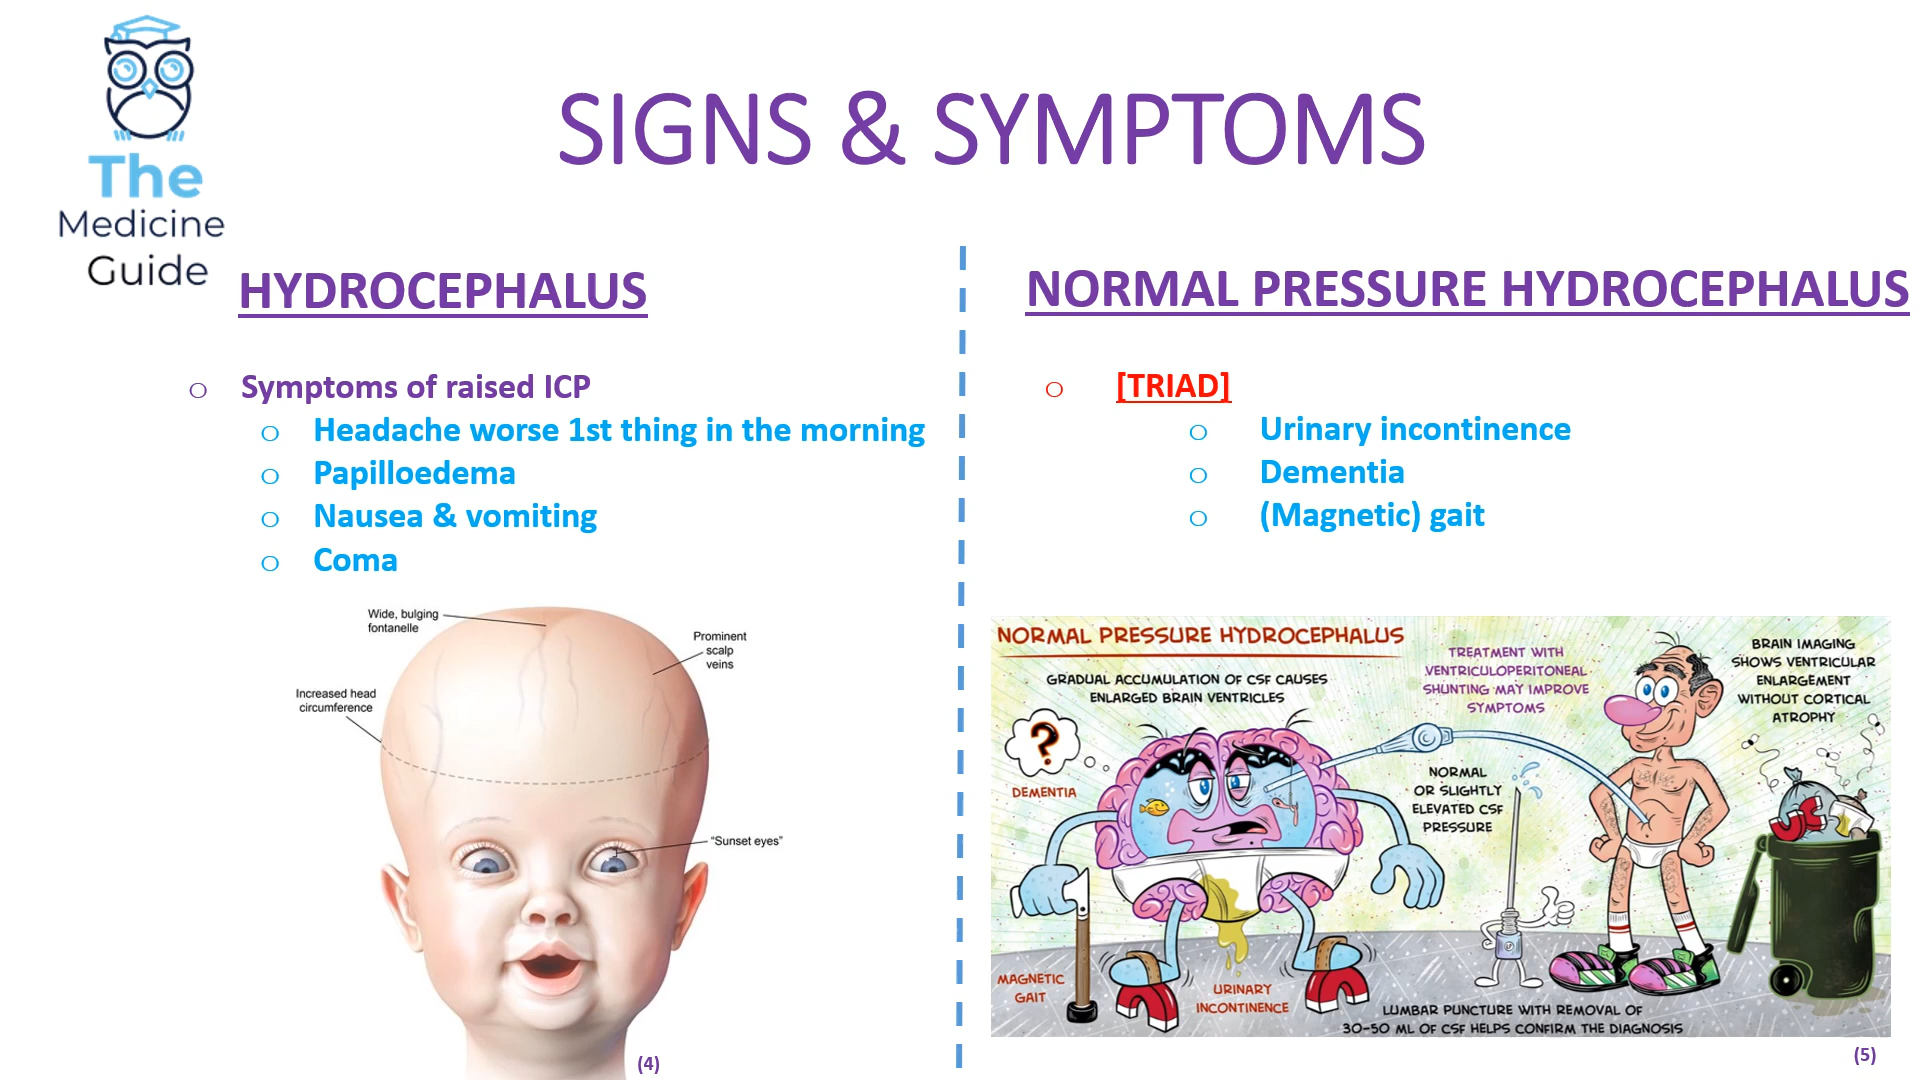 The
Medicine
Guide
SIGNS & SYMPTOMS
HYDROCEPHALUS
o Symptoms of raised ICP
o Headache worse 1st thing in the morning
o Papilloedema
o Nausea & vomiting
o Coma
Wide, bulging
fontanelle
Prominent
scalp
veins
Increased head
circumference
"Sunset eyes"
(4)
NORMAL PRESSURE HYDROCEPHALUS
o [TRIAD]
o Urinary incontinence
o Dementia
o (Magnetic) gait
NORMAL PRESSURE HYDROCEPHALUS
GRADUAL ACCUMULATION OF CSF CAUSES
ENLARGED BRAIN VENTRICLES
TREATMENT WITH
VENTRICULOPERITONEAL
SHUNTING MAY IMPROVE
SYMPTOMS
BRAIN IMAGING
SHOWS VENTRICULAR
ENLARGEMENT
WITHOUT CORTICAL
ATROPHY
?
DEMENTIA
NORMAL
OR SLIGHTLY
ELEVATED CSF
PRESSURE
MAGNETIC
GAIT
URINARY
INCONTINENCE
LUMBAR PUNCTURE WITH REMOVAL OF
30-50 ML OF CSF HELPS CONFIRM THE DIAGNOSIS
(5)